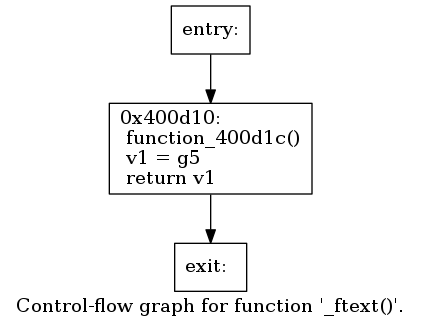 entry:
0x400d10:
function_400d1c()
v1 = g5
return v1
exit:
Control-flow graph for function '_ftext()'.